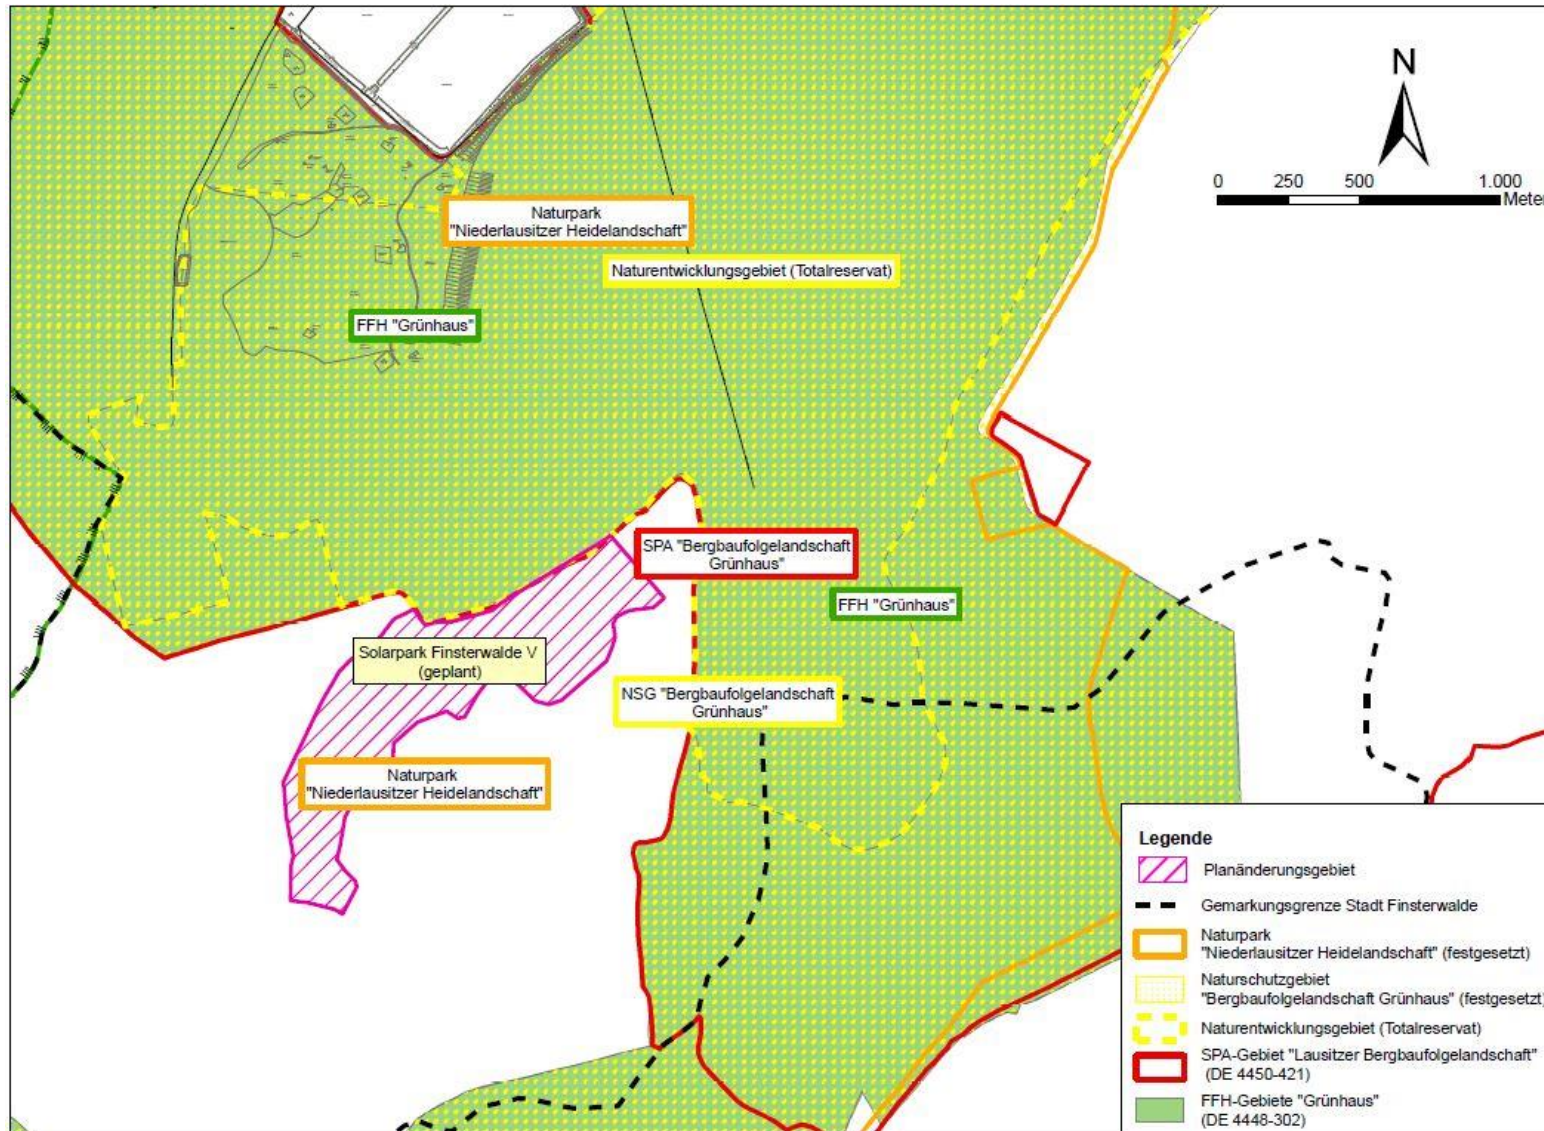 N
0 250 500 1.000
Meter
Naturpark
"Niederlausitzer Heidelandschaft"
Naturentwicklungsgebiet (Totalreservat)
FFH "Grünhaus"
SPA "Bergbaufolgelandschaft
Grünhaus"
FFH "Grünhaus"
Solarpark Finsterwalde V
(geplant)
NSG "Bergbaufolgelandschaft
Grünhaus"
Naturpark
"Niederlausitzer Heidelandschaft"
Legende
Planänderungsgebiet
Gemarkungsgrenze Stadt Finsterwalde
Naturpark
"Niederlausitzer Heidelandschaft" (festgesetzt)
Naturschutzgebiet
"Bergbaufolgelandschaft Grünhaus" (festgesetzt)
Naturentwicklungsgebiet (Totalreservat)
SPA-Gebiet "Lausitzer Bergbaufolgelandschaft"
(DE 4450-421)
FFH-Gebiete "Grünhaus"
(DE 4448-302)